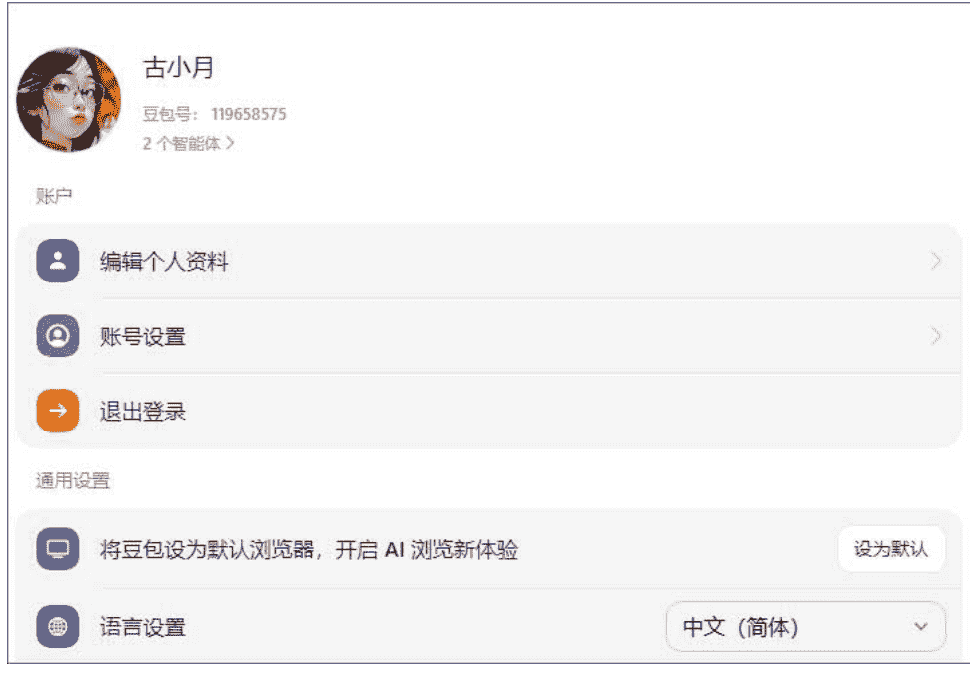 古小月
豆包号： 119658575
2 个智能体 >
账户
编辑个人资料
账号设置
退出登录
通用设置
将豆包设为默认浏览器，开启 AI 浏览新体验
设为默认
语言设置
中文（简体）